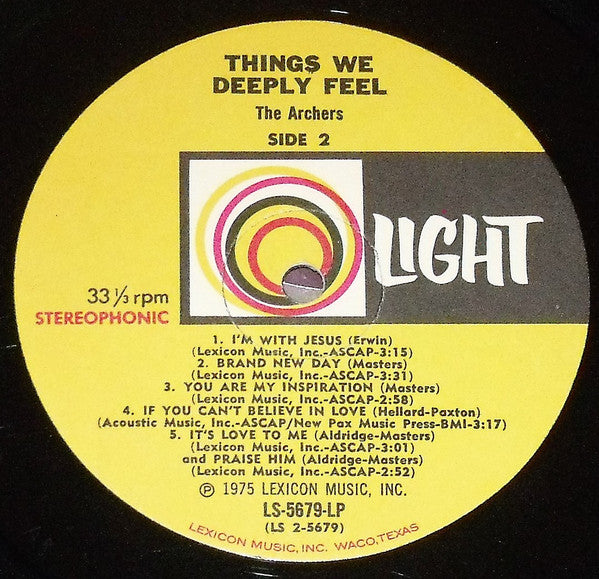 THINGS WE
DEEPLY FEEL
The Archers
SIDE 2
LIGHT
33 ⅓ rpm
STEREOPHONIC
1. I'M WITH JESUS (Erwin)
(Lexicon Music, Inc.-ASCAP-3:15)
2. BRAND NEW DAY (Masters)
(Lexicon Music, Inc.-ASCAP-3:31)
3. YOU ARE MY INSPIRATION (Masters)
(Lexicon Music, Inc.-ASCAP-2:58)
4. IF YOU CAN'T BELIEVE IN LOVE (Hellard-Paxton)
(Acoustic Music, Inc.-ASCAP/New Pax Music Press-BMI-3:17)
5. IT'S LOVE TO ME (Aldridge-Masters)
(Lexicon Music, Inc.-ASCAP-3:01)
and PRAISE HIM (Aldridge-Masters)
(Lexicon Music, Inc.-ASCAP-2:52)
℗ 1975 LEXICON MUSIC, INC.
LS-5679-LP
(LS 2-5679)
LEXICON MUSIC, INC. WACO, TEXAS